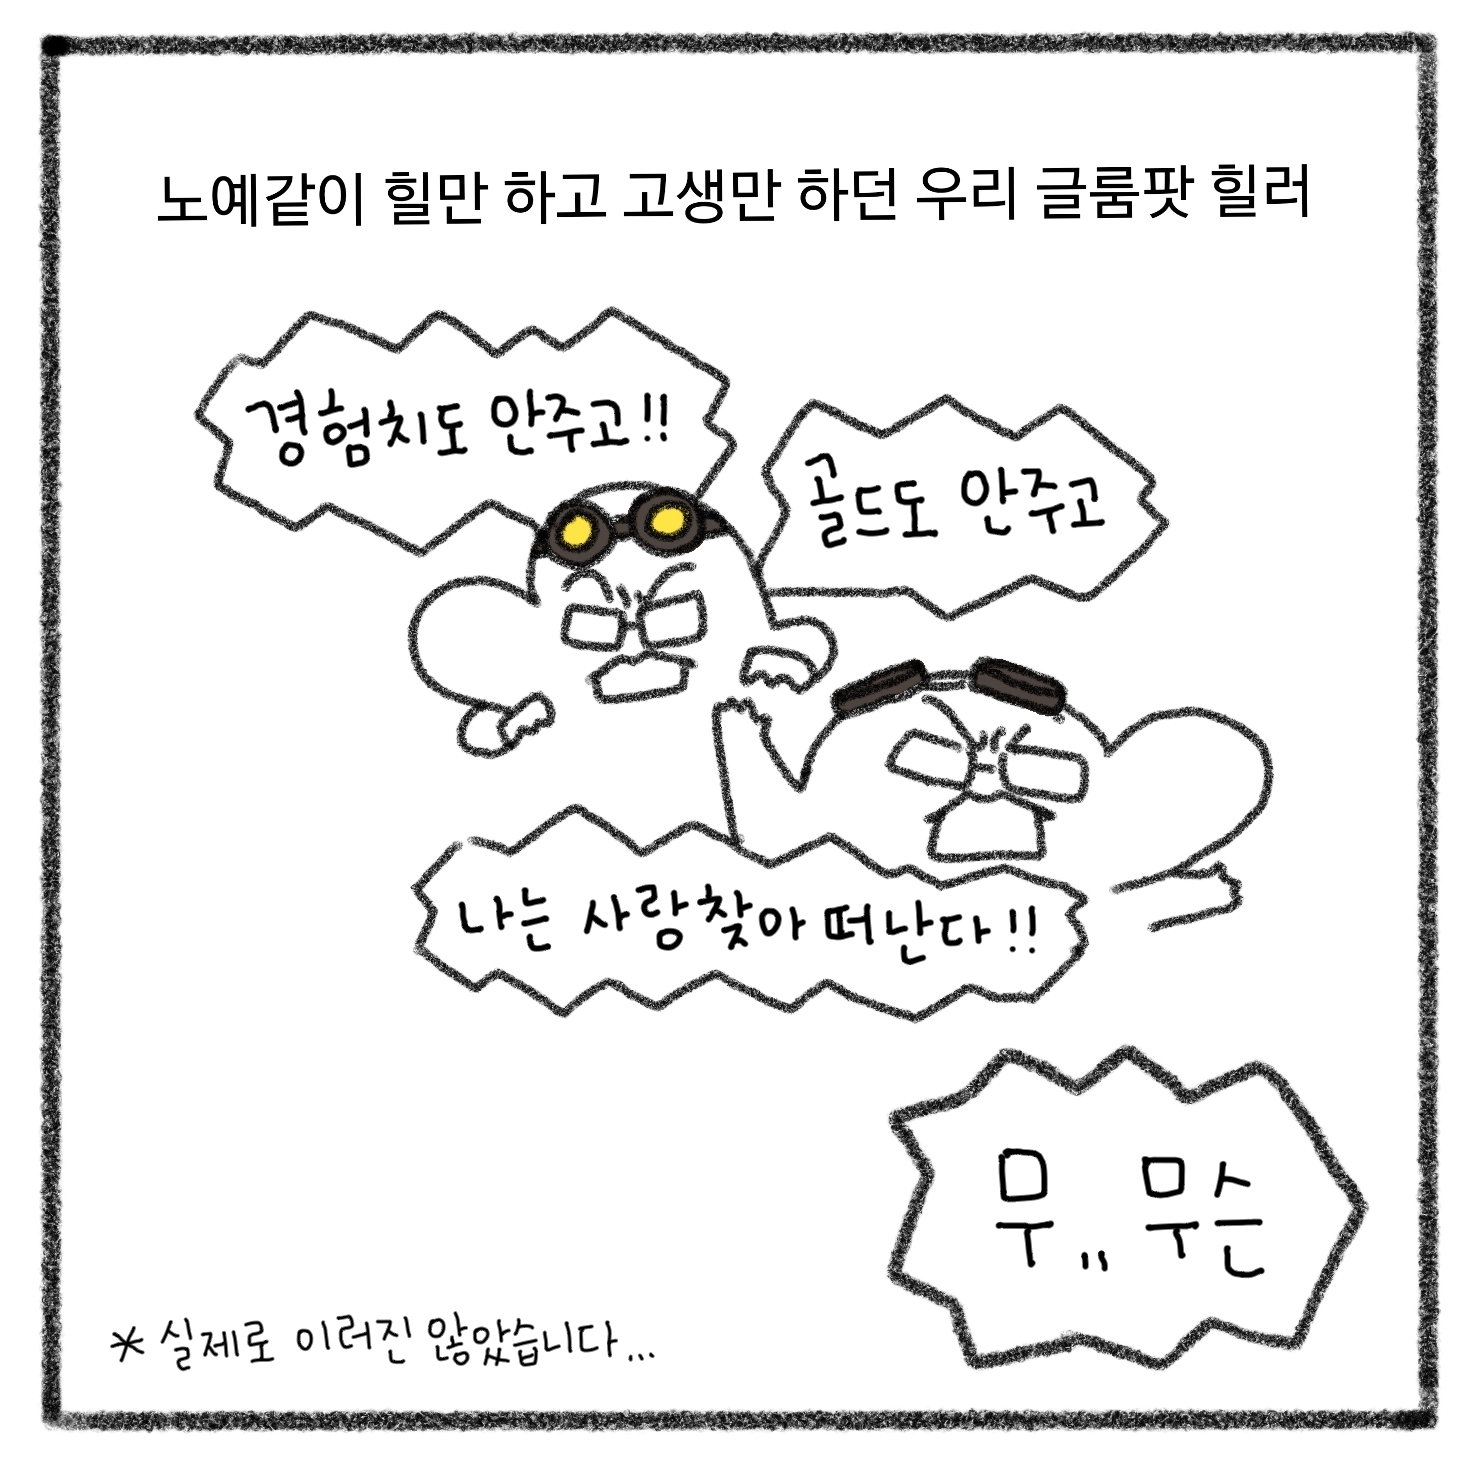 노예같이 힐만 하고 고생만 하던 우리 글룸팟 힐러
경험치도 안주고!!
골드도 안주고
나는 사랑찾아 떠난다!!
무,, 무슨
* 실제로 이러진 않았습니다...